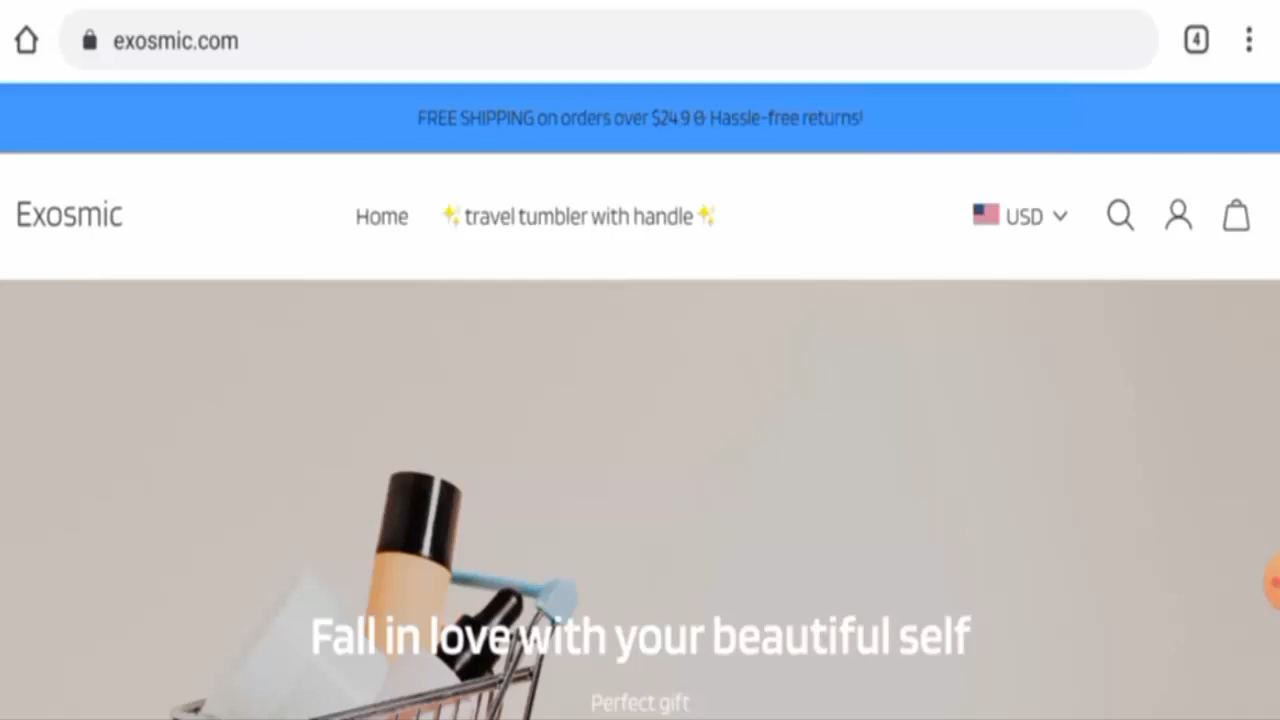 4
exosmic.com
FREE SHIPPING on orders over $24.9 & Hassle-free returns!
Exosmic
Home
✨travel tumbler with handle✨
USD
Fall in love with your beautiful self
Perfect gift